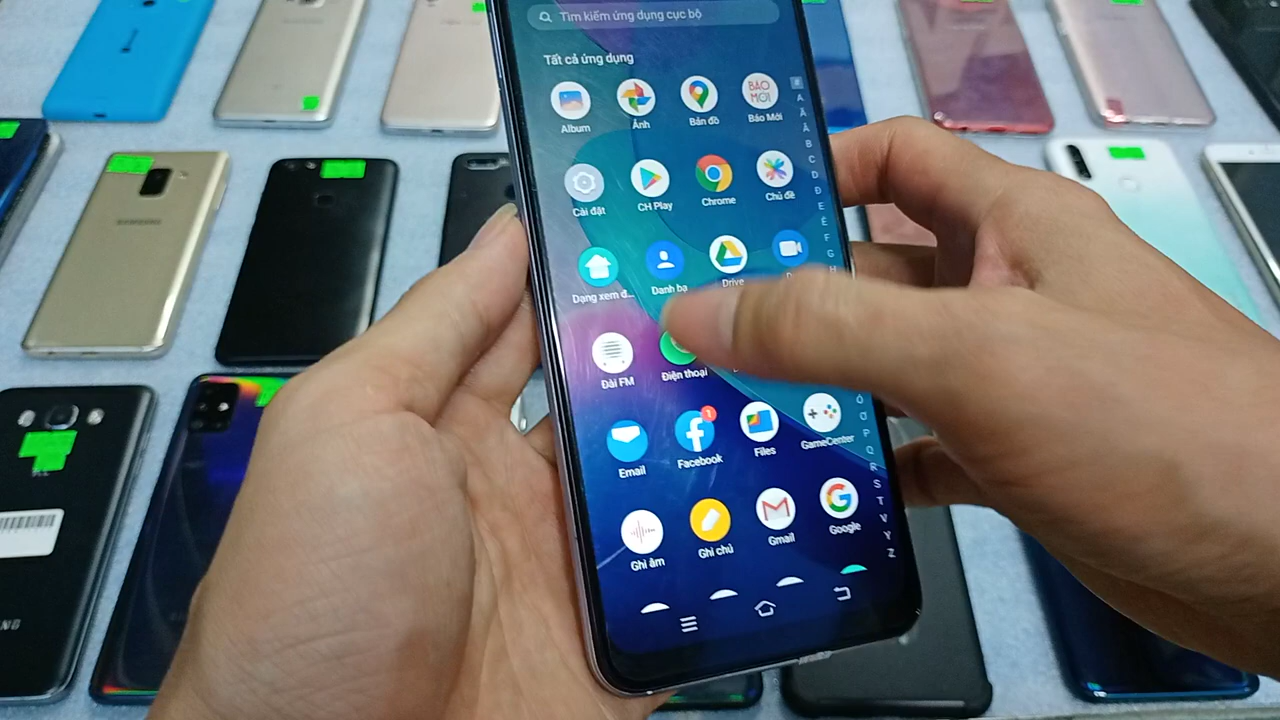 Tìm kiếm ứng dụng cục bộ
Tất cả ứng dụng
Album
Ảnh
Bản đồ
BÁO MỚI
Báo Mới
Cài đặt
CH Play
Chrome
Chủ đề
Dạng xem đ...
Danh bạ
Drive
Đài FM
Điện thoại
Email
Facebook
1
Files
GameCenter
Ghi âm
Ghi chú
Gmail
Google
#
A
Ă
Â
B
C
D
Đ
E
Ê
F
G
H
Ô
Ơ
P
Q
R
S
T
V
Y
Z
SAMSUNG